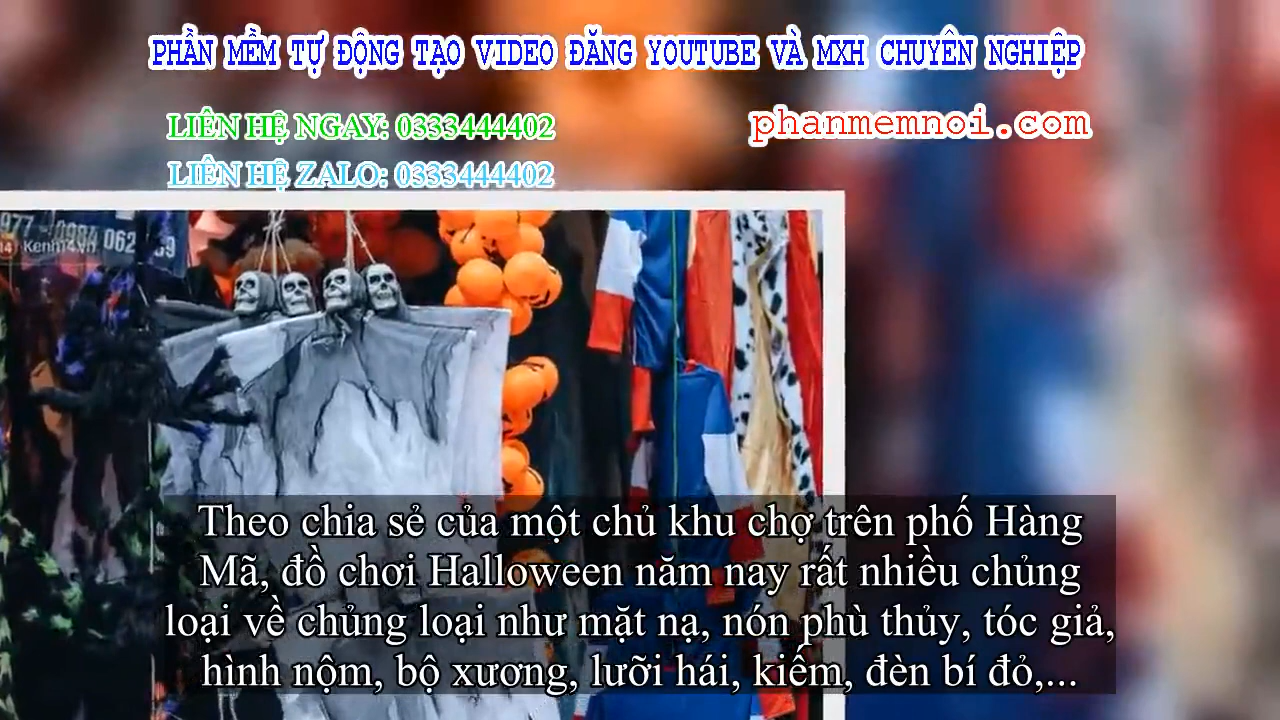 PHẦN MỀM TỰ ĐỘNG TẠO VIDEO ĐĂNG YOUTUBE VÀ MXH CHUYÊN NGHIỆP
LIÊN HỆ NGAY: 0333444402
phanmemnoi.com
LIÊN HỆ ZALO: 0333444402
Kenh14.vn
Theo chia sẻ của một chủ khu chợ trên phố Hàng
Mã, đồ chơi Halloween năm nay rất nhiều chủng
loại về chủng loại như mặt nạ, nón phù thủy, tóc giả,
hình nộm, bộ xương, lưỡi hái, kiếm, đèn bí đỏ,...